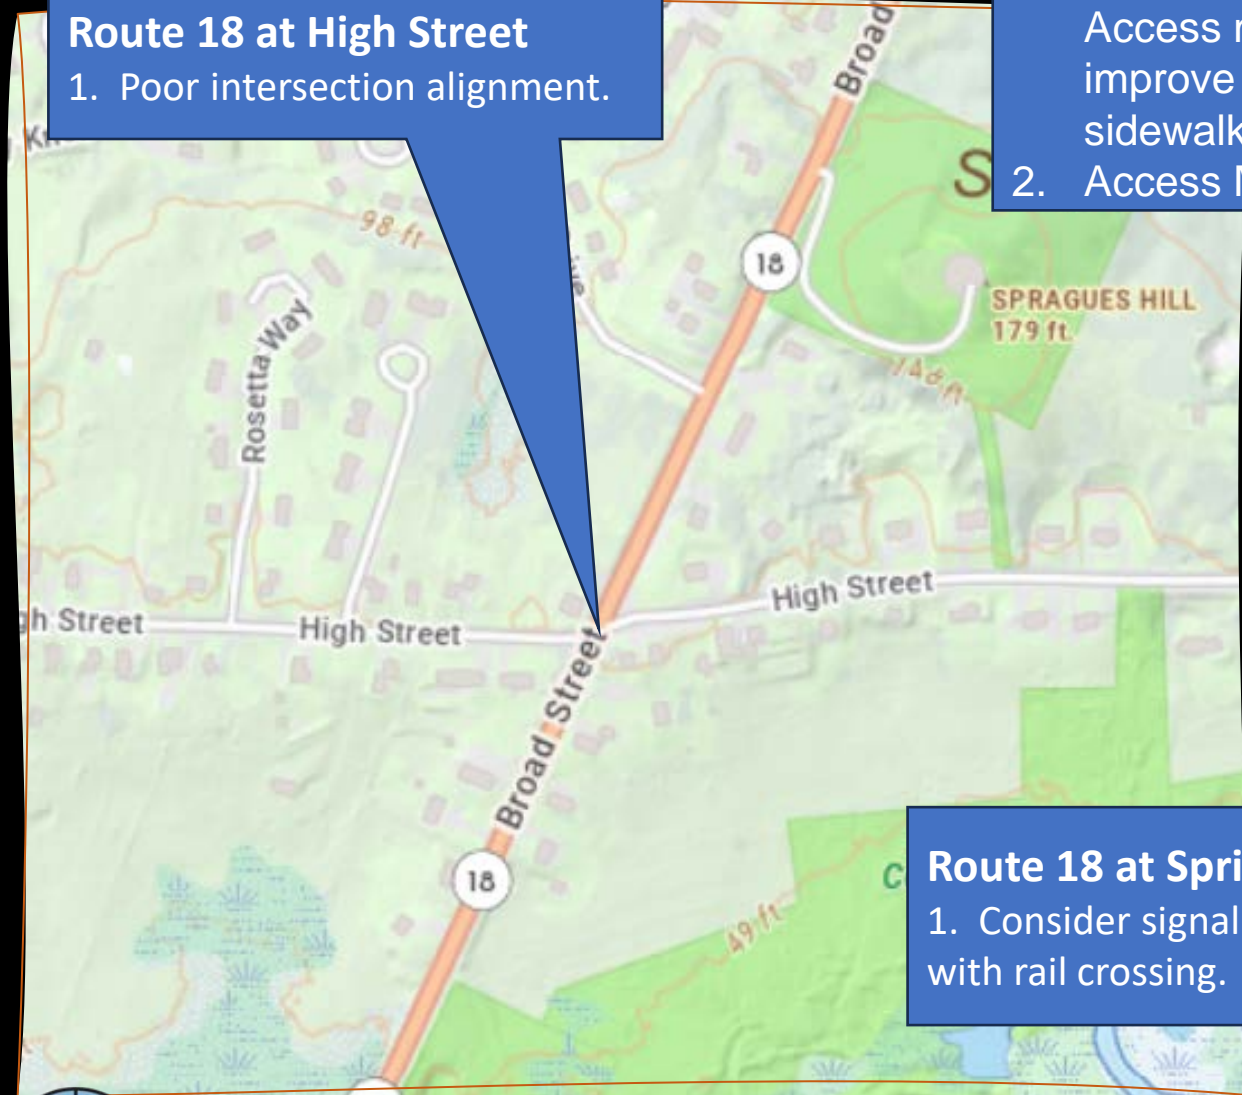 Route 18 at High Street
1. Poor intersection alignment.
Access
improve
sidewalk
2. Access
Broad
98 ft
18
S
SPRAGUES HILL
179 ft
146 ft
Rosetta Way
High Street
Street
High Street
Broad Street
18
49 ft
C
Route 18 at Spri
1. Consider signal
with rail crossing.